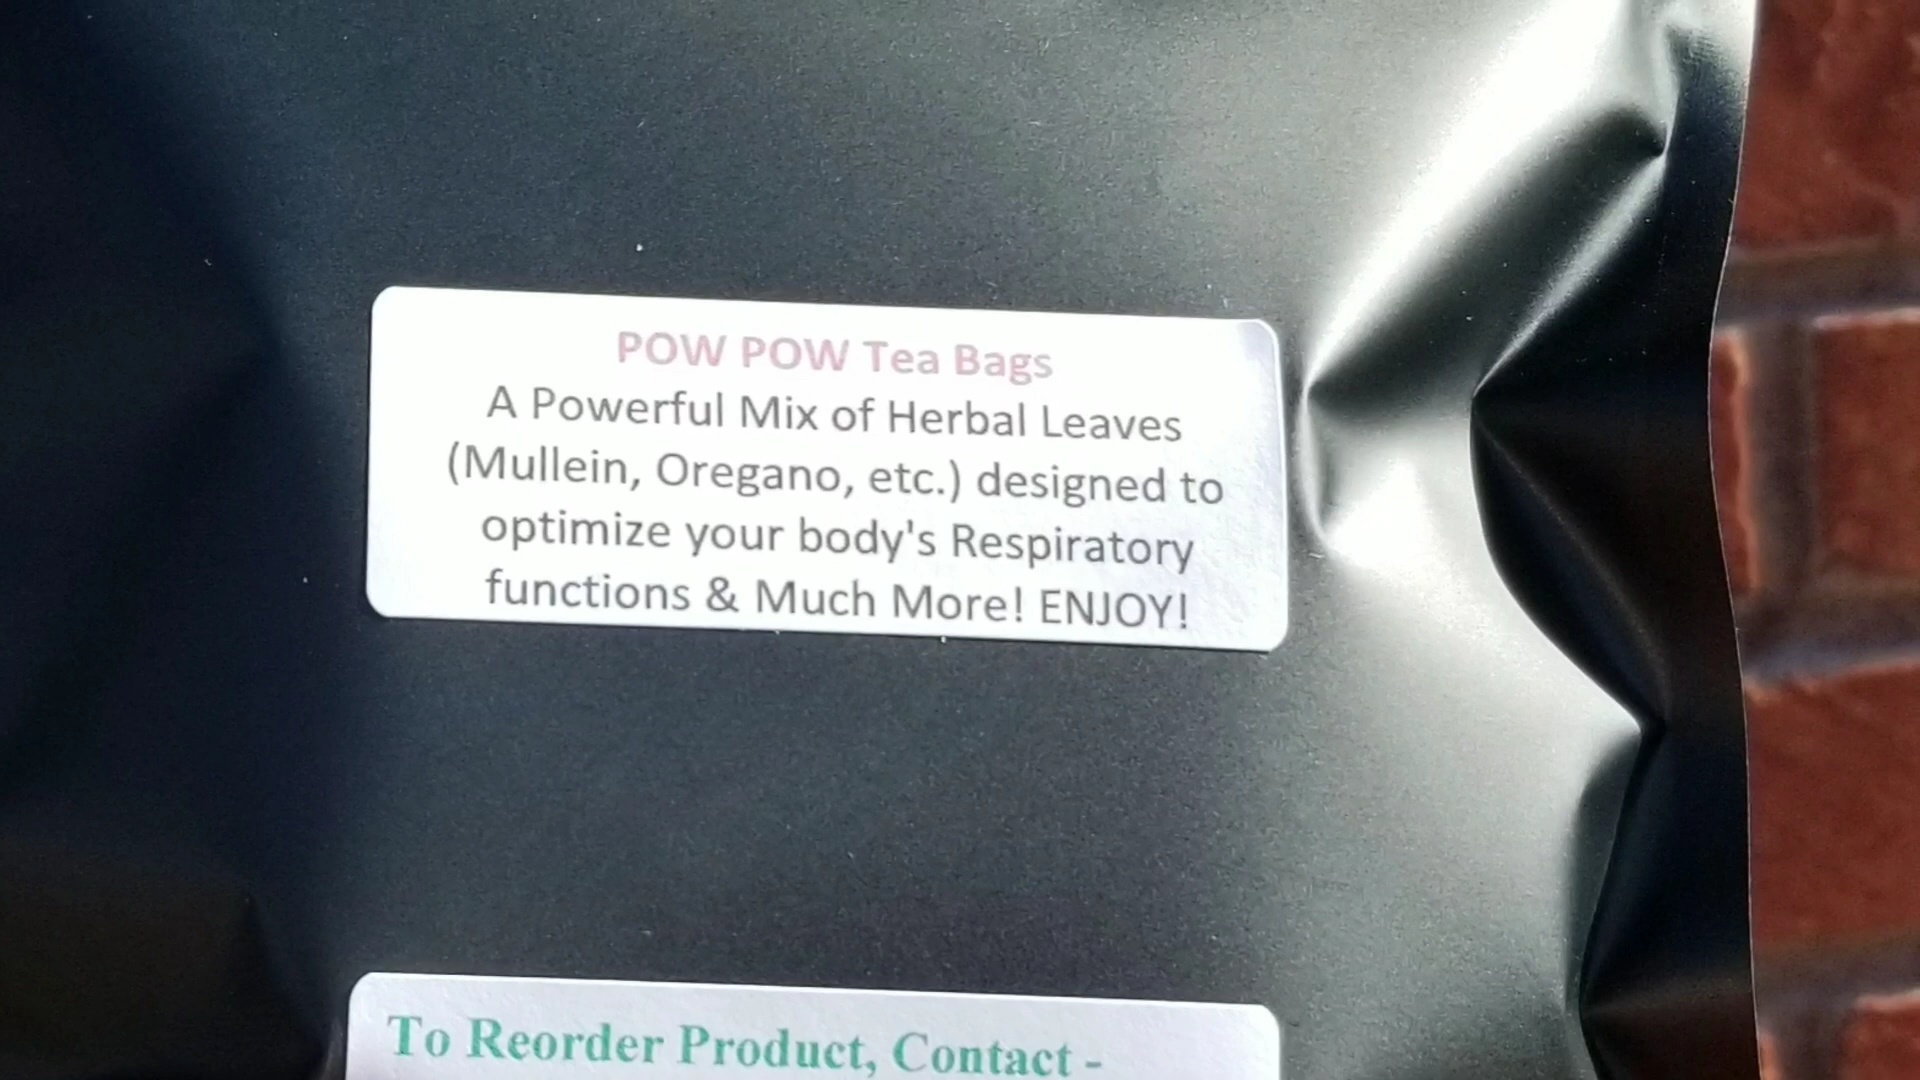 POW POW Tea Bags
A Powerful Mix of Herbal Leaves
(Mullein, Oregano, etc.) designed to
optimize your body's Respiratory
functions & Much More! ENJOY!
To Reorder Product, Contact -